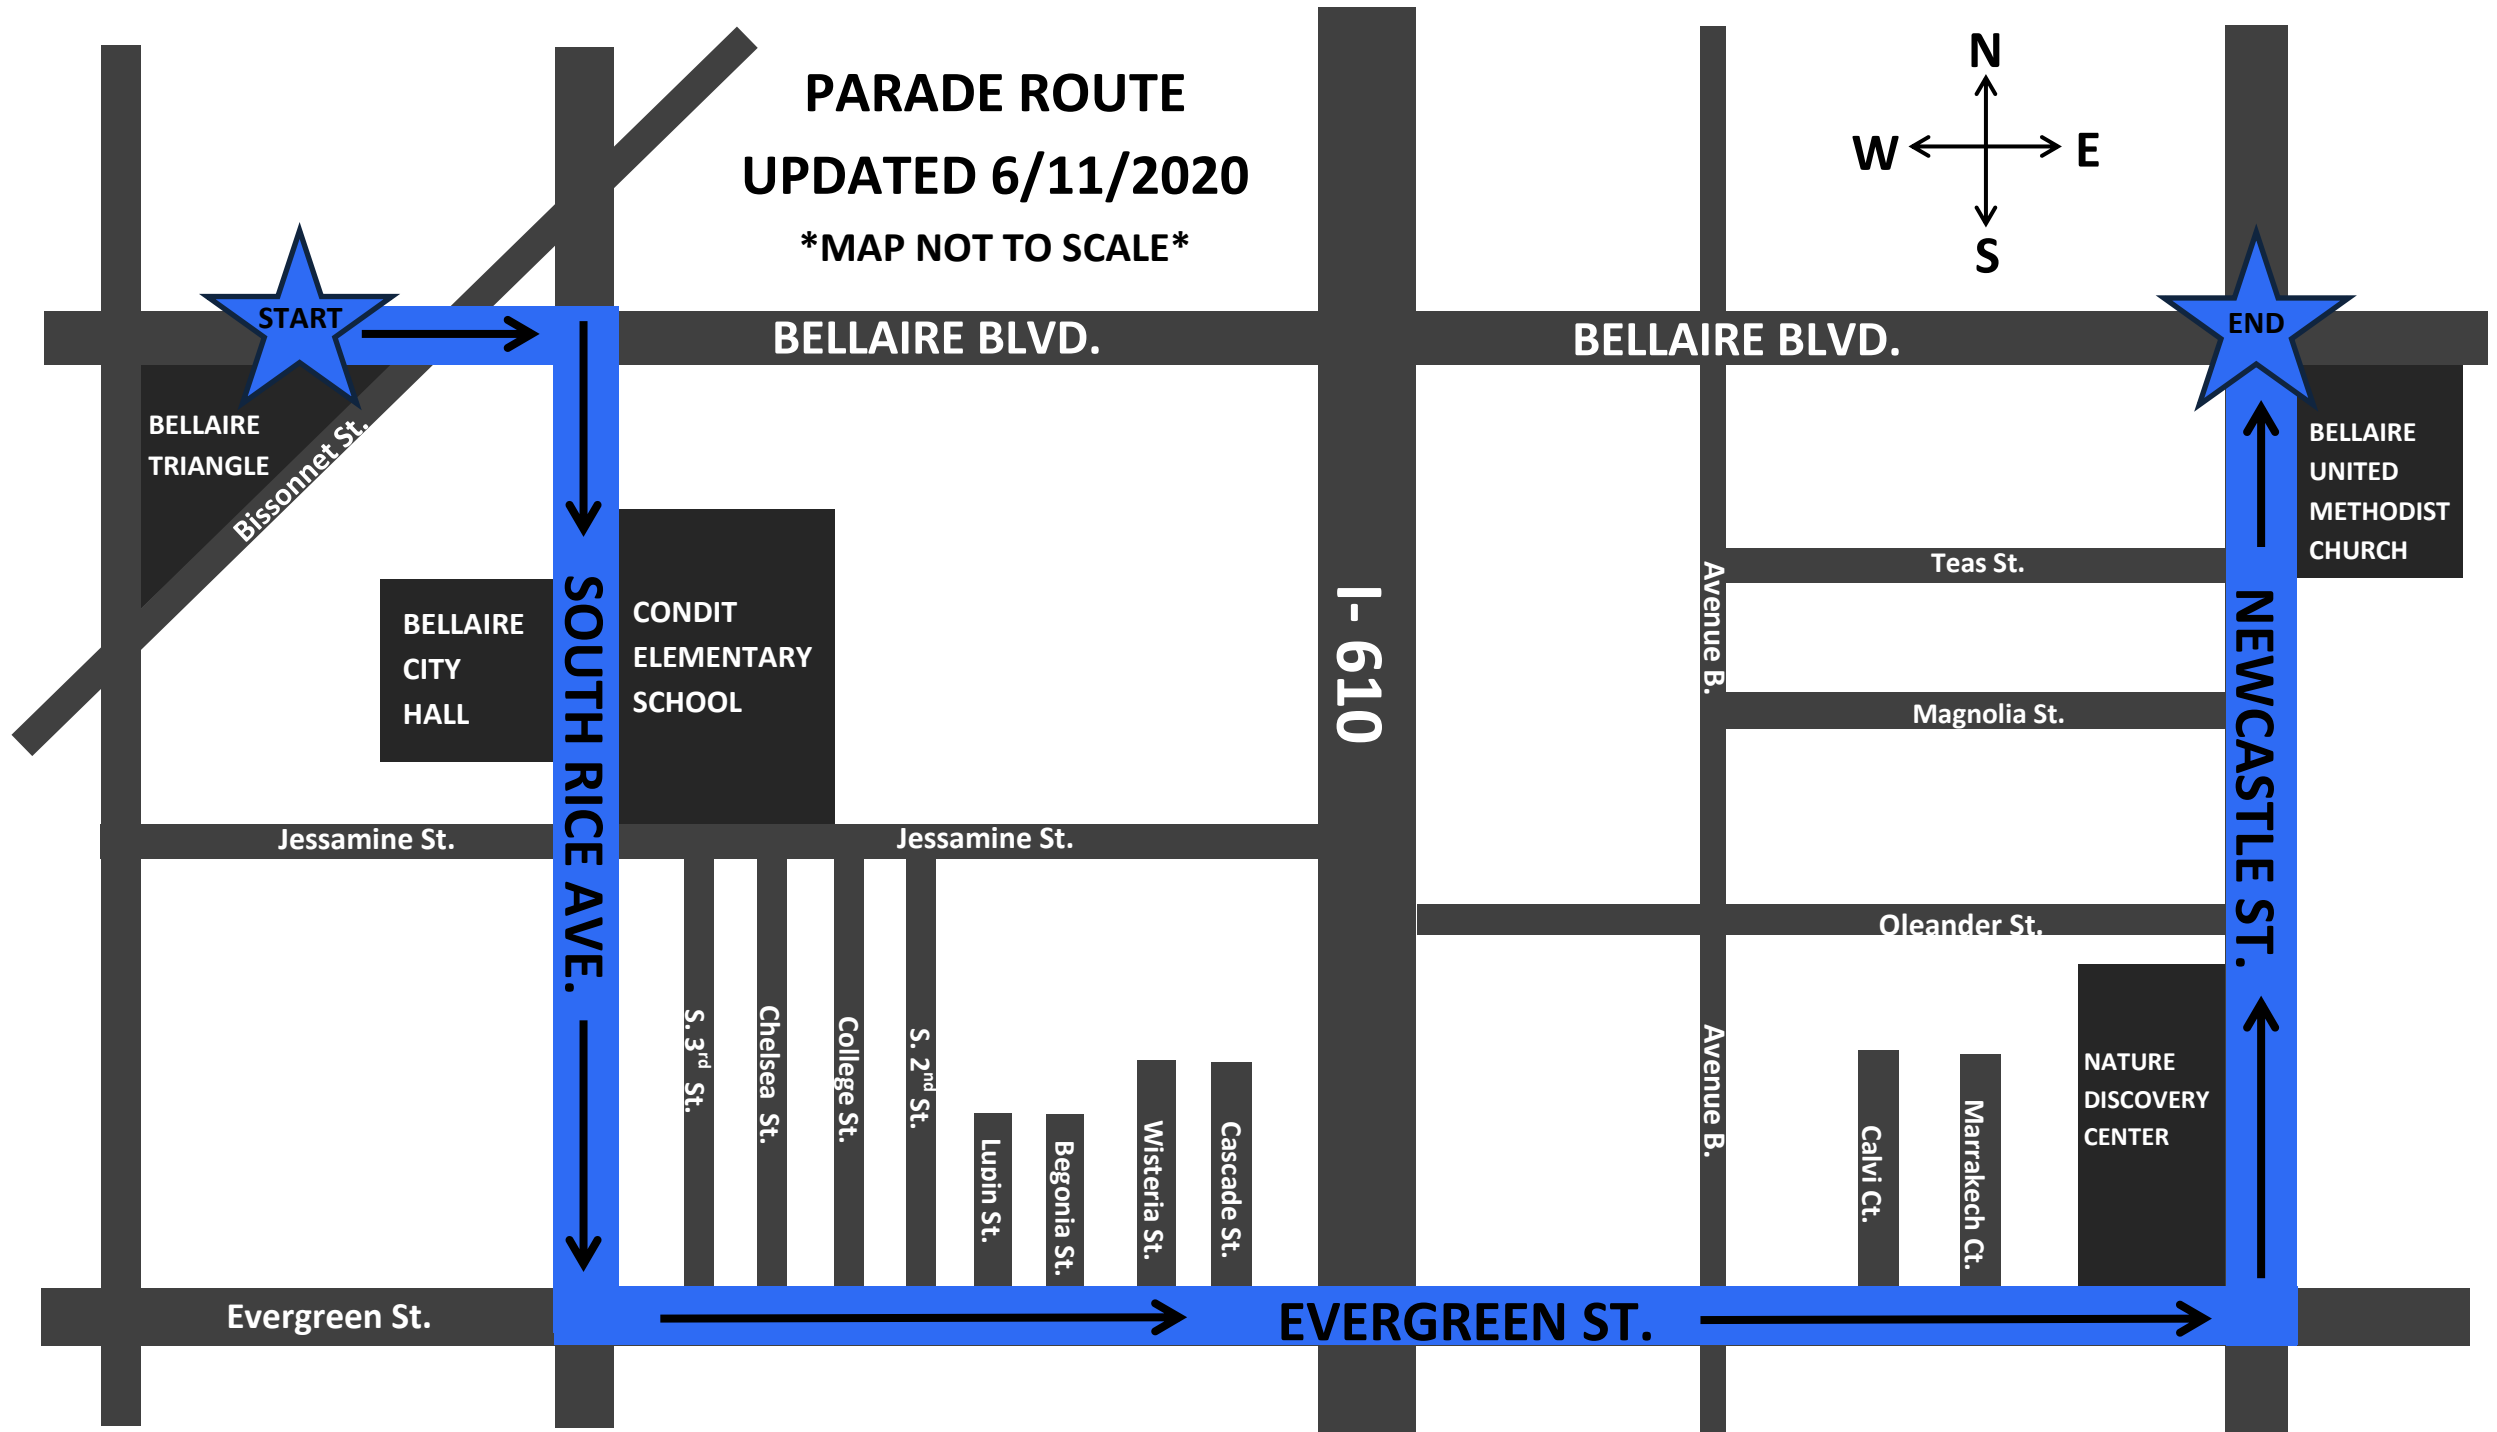 PARADE ROUTE
UPDATED 6/11/2020
*MAP NOT TO SCALE*
N
W
E
S
START
END
BELLAIRE BLVD.
BELLAIRE BLVD.
BELLAIRE
TRIANGLE
Bissonnet St.
BELLAIRE
UNITED
METHODIST
CHURCH
BELLAIRE
CITY
HALL
SOUTH RICE AVE.
CONDIT
ELEMENTARY
SCHOOL
I- 610
Avenue B.
Teas St.
Magnolia St.
NEWCASTLE ST.
Jessamine St.
Jessamine St.
Oleander St.
S. 3rd St.
Chelsea St.
College St.
S. 2nd St.
Lupin St.
Begonia St.
Wisteria St.
Cascade St.
Avenue B.
Calvi Ct.
Marrakech Ct.
NATURE
DISCOVERY
CENTER
Evergreen St.
EVERGREEN ST.